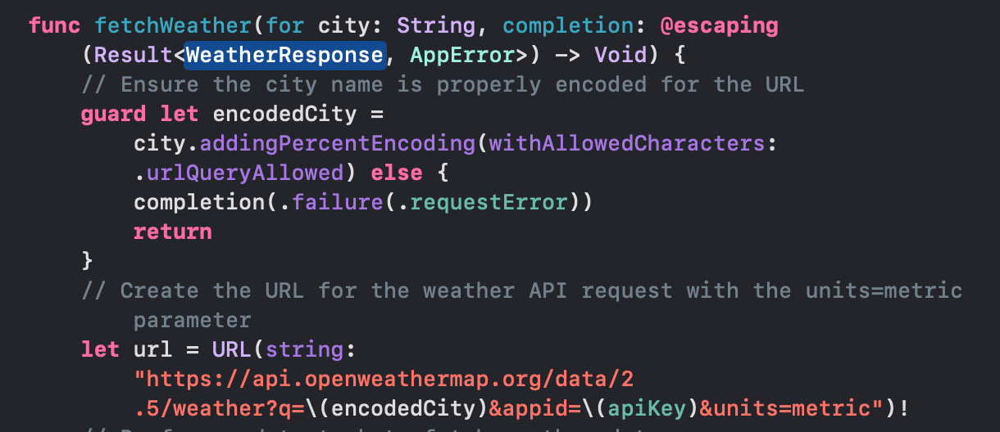 func fetchWeather(for city: String, completion: @escaping
(Result<WeatherResponse, AppError>) -> Void) {
// Ensure the city name is properly encoded for the URL
guard let encodedCity =
city.addingPercentEncoding(withAllowedCharacters:
.urlQueryAllowed) else {
completion(.failure(.requestError))
return
}
// Create the URL for the weather API request with the units=metric
parameter
let url = URL(string:
"https://api.openweathermap.org/data/2
.5/weather?q=\(encodedCity)&appid=\(apiKey)&units=metric")!